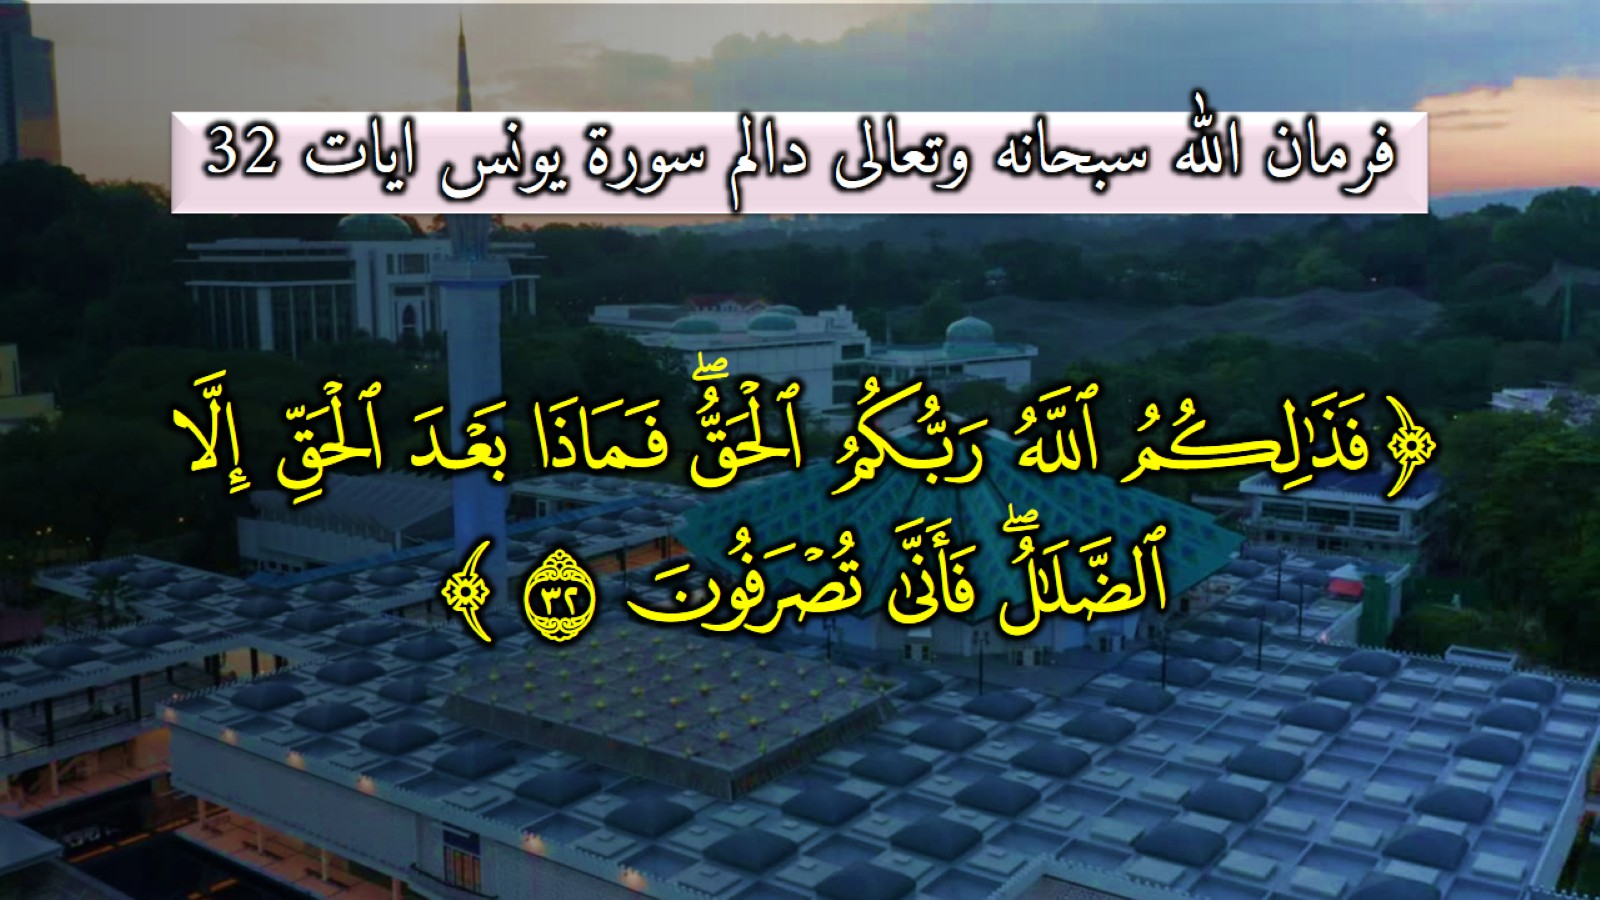 فرمان الله سبحانه وتعالى دالم سورة يونس ايات 32
﴿ فَذَٰلِكُمُ ٱللَّهُ رَبُّكُمُ ٱلْحَقُّ ۖ فَمَاذَا بَعْدَ ٱلْحَقِّ إِلَّا
ٱلضَّلَٰلُ ۖ فَأَنَّىٰ تُصْرَفُونَ ٣٢ ﴾